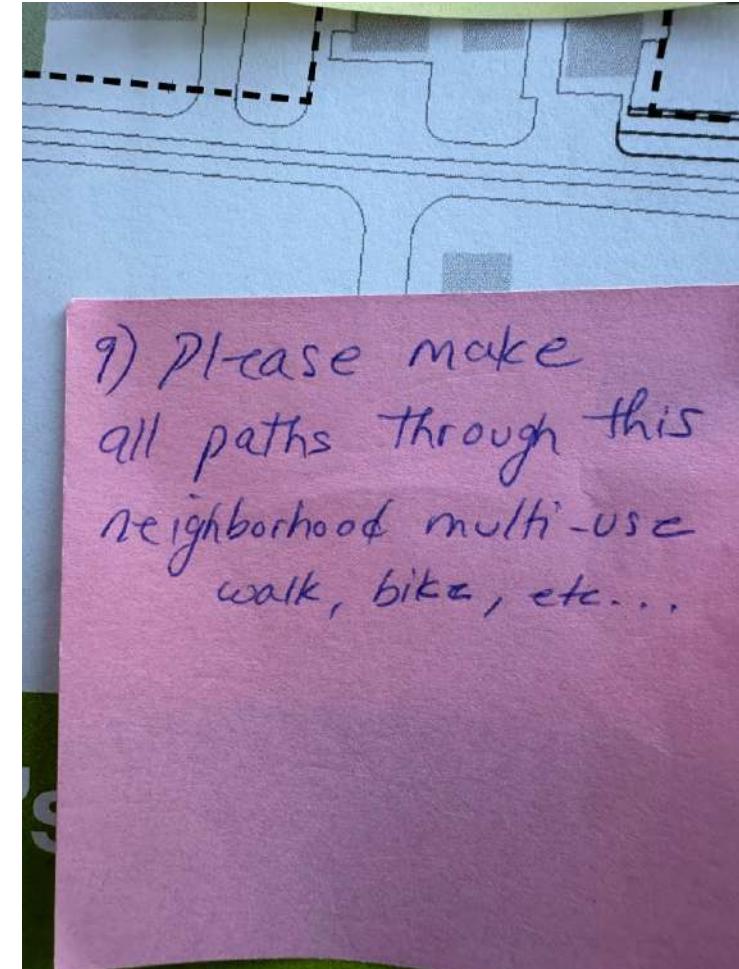 9) Please make
all paths through this
neighborhood multi-use
walk, bike, etc...
's